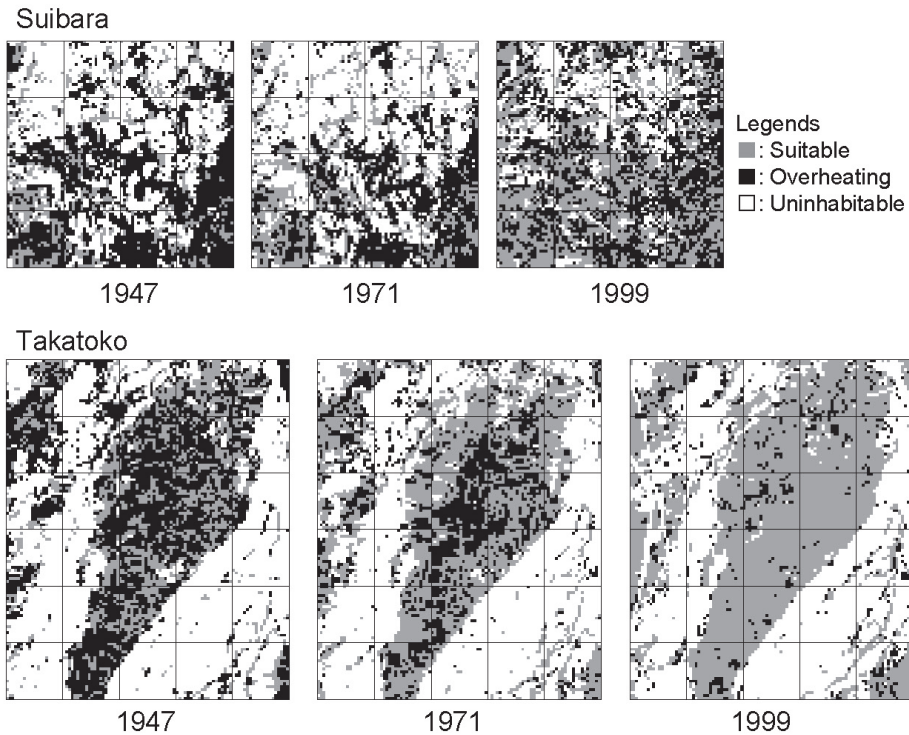 Suibara
Legends
: Suitable
: Overheating
: Uninhabitable
1947
1971
1999
Takatoko
1947
1971
1999